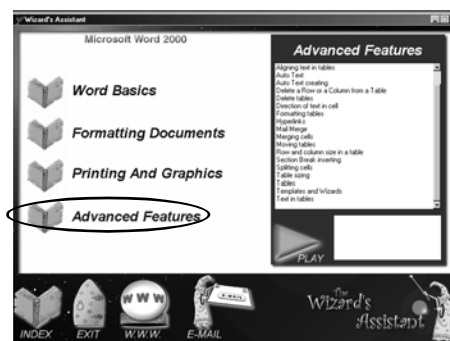 Wizard's Assistant
Microsoft Word 2000
Word Basics
Formatting Documents
Printing And Graphics
Advanced Features
Advanced Features
Aligning text in tables
Auto Text
Auto Text creating
Delete a Row or a Column from a Table
Delete tables
Direction of text in cell
Formatting tables
Hyperlinks
Mail Merge
Merging cells
Moving tables
Row and column size in a table
Section Break inserting
Splitting cells
Table sizing
Tables
Templates and Wizards
Text in tables
PLAY
W W W
E-MAIL
INDEX
EXIT
W.W.W.
E-MAIL
The
Wizard's
Assistant